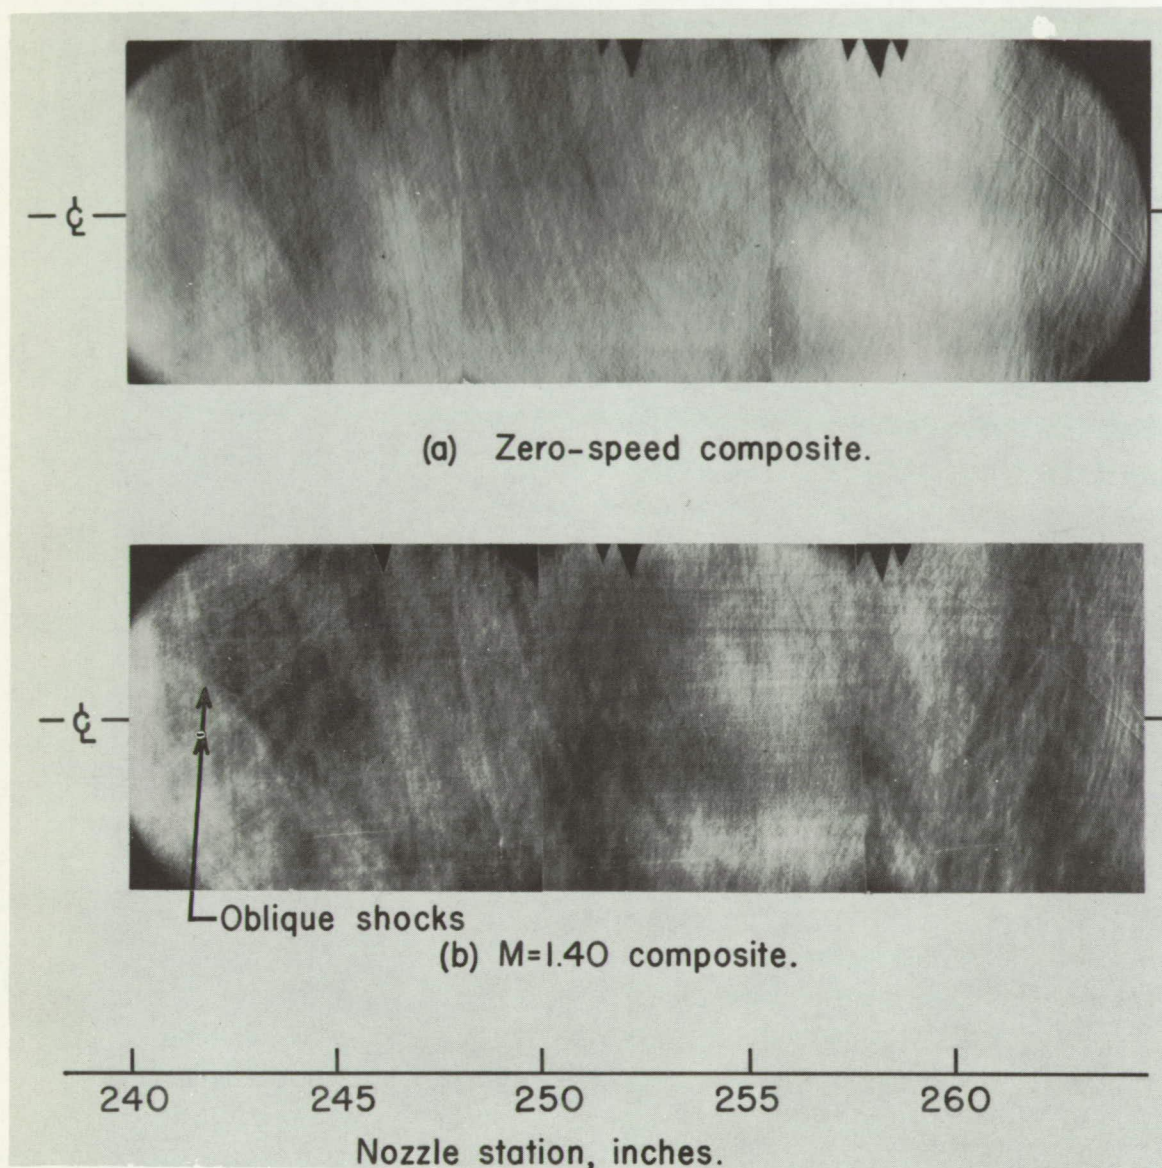 ℄
(a) Zero-speed composite.
℄
Oblique shocks
(b) M=1.40 composite.
240 245 250 255 260
Nozzle station, inches.